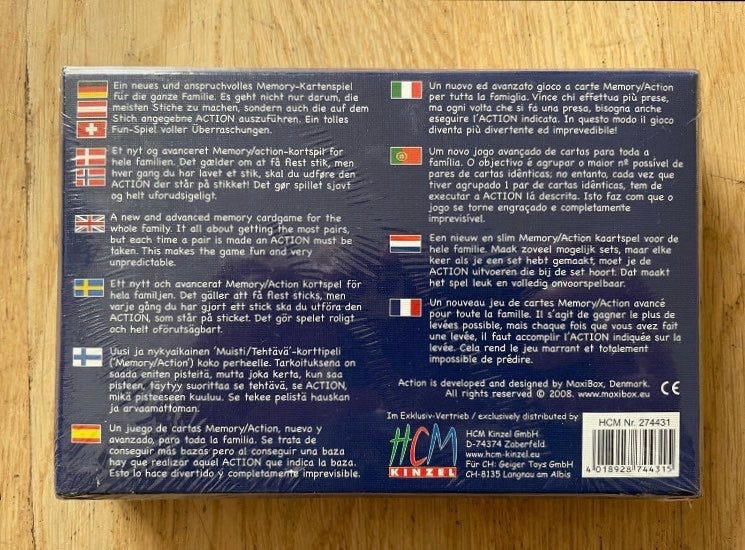 Ein neues und anspruchvolles Memory-Kartenspiel
für die ganze Familie. Es geht nicht nur darum, die
meisten Stiche zu machen, sondern auch die auf dem
Stich angegebne ACTION auszuführen. Ein tolles
Fun-Spiel voller Überraschungen.
Et nyt og avanceret Memory/action-kortspil for
hele familien. Det gælder om at få flest stik, men
hver gang du har lavet et stik, skal du udføre den
ACTION der står på stikket! Det gør spillet sjovt
og helt uforudsigeligt.
A new and advanced memory cardgame for the
whole family. It all about getting the most pairs,
but each time a pair is made an ACTION must be
taken. This makes the game fun and very
unpredictable.
Ett nytt och avancerat Memory/Action kortspel för
hela familjen. Det gäller att få flest sticks, men
varje gång du har gjort ett stick ska du utföra den
ACTION, som står på sticket. Det gör spelet roligt
och helt oförutsägbart.
Uusi ja nykyaikainen 'Muisti/Tehtävä'-korttipeli
('Memory/Action') koko perheelle. Tarkoituksena on
saada eniten pisteitä, mutta joka kerta, kun saa
pisteen, täytyy suorittaa se tehtävä, se ACTION,
mikä pisteeseen kuuluu. Se tekee pelistä hauskan
ja arvaamattoman.
Un juego de cartas Memory/Action, nuevo y
avanzado, para toda la familia. Se trata de
conseguir más bazas pero al conseguir una baza
hay que realizar aquel ACTION que indica la baza.
Esto lo hace divertido y completamente imprevisible.
Un nuovo ed avanzato gioco a carte Memory/Action
per tutta la famiglia. Vince chi effettua più prese,
ma ogni volta che si fa una presa, bisogna anche
eseguire l'ACTION indicata. In questo modo il gioco
diventa più divertente ed imprevedibile!
Um novo jogo avançado de cartas para toda a
família. O objectivo é agrupar o maior nº possível de
pares de cartas idênticas; no entanto, cada vez que
tiver agrupado 1 par de cartas idênticas, tem de
executar a ACTION lá descrita. Isto faz com que o
jogo se torne engraçado e completamente
imprevisível.
Een nieuw en slim Memory/Action kaartspel voor de
hele familie. Maak zoveel mogelijk sets, maar elke
keer als je een set hebt gemaakt, moet je de
ACTION uitvoeren die bij de set hoort. Dat maakt
het spel leuk en volledig onvoorspelbaar.
Un nouveau jeu de cartes Memory/Action avancé
pour toute la famille. Il s'agit de gagner le plus de
levées possible, mais chaque fois que vous avez fait
une levée, il faut accomplir l'ACTION indiquée sur la
levée. Cela rend le jeu marrant et totalement
impossible de prédire.
Action is developed and designed by MaxiBox, Denmark.
All rights reserved © 2008. www.maxibox.eu
CE
Im Exklusiv-Vertrieb / exclusively distributed by
HCM
KINZEL
HCM Kinzel GmbH
D-74374 Zaberfeld
www.hcm-kinzel.eu
Für CH: Geiger Toys GmbH
CH-8135 Langnau am Albis
HCM Nr. 274431
4 018928 744315